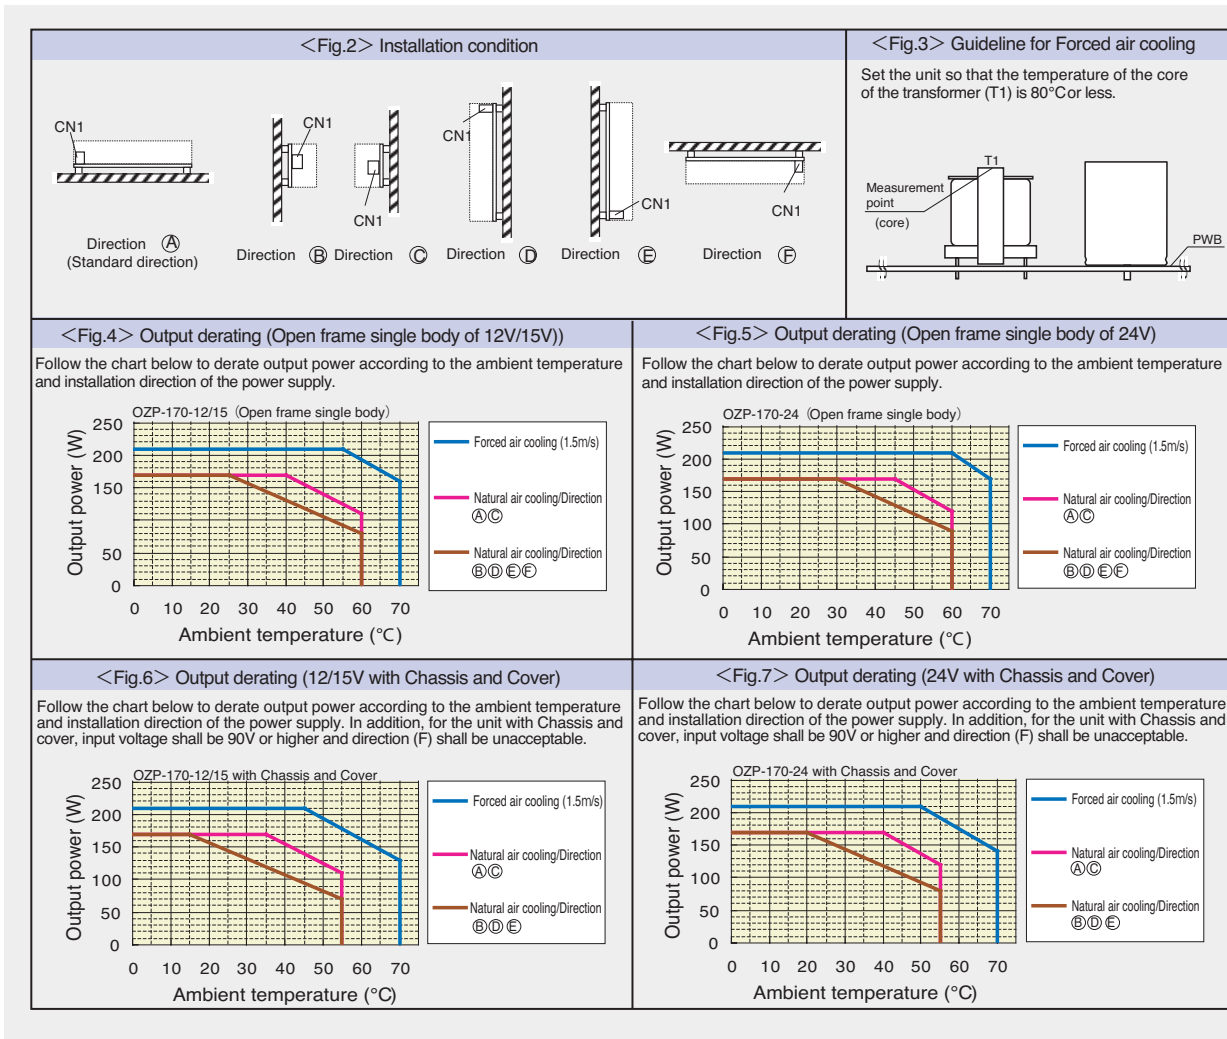 <Fig.2> Installation condition
CN1
CN1
CN1
CN1
CN1
CN1
Direction Ⓐ
(Standard direction)
Direction Ⓑ
Direction Ⓒ
Direction Ⓓ
Direction Ⓔ
Direction Ⓕ
<Fig.3> Guideline for Forced air cooling
Set the unit so that the temperature of the core
of the transformer (T1) is 80°Cor less.
T1
Measurement
point
(core)
PWB
<Fig.4> Output derating (Open frame single body of 12V/15V))
Follow the chart below to derate output power according to the ambient temperature
and installation direction of the power supply.
OZP-170-12/15 (Open frame single body)
Output power (W)
250
200
150
50
0
0 10 20 30 40 50 60 70
Ambient temperature (°C)
Forced air cooling (1.5m/s)
Natural air cooling/Direction
ⒶⒸ
Natural air cooling/Direction
ⒷⒹⒺⒻ
<Fig.5> Output derating (Open frame single body of 24V)
Follow the chart below to derate output power according to the ambient temperature
and installation direction of the power supply.
OZP-170-24 (Open frame single body)
Output power (W)
250
200
150
100
50
0
0 10 20 30 40 50 60 70
Ambient temperature (°C)
Forced air cooling (1.5m/s)
Natural air cooling/Direction
ⒶⒸ
Natural air cooling/Direction
ⒷⒹⒺⒻ
<Fig.6> Output derating (12/15V with Chassis and Cover)
Follow the chart below to derate output power according to the ambient temperature
and installation direction of the power supply. In addition, for the unit with Chassis and
cover, input voltage shall be 90V or higher and direction (F) shall be unacceptable.
OZP-170-12/15 with Chassis and Cover
Output power (W)
250
200
150
100
50
0
0 10 20 30 40 50 60 70
Ambient temperature (°C)
Forced air cooling (1.5m/s)
Natural air cooling/Direction
ⒶⒸ
Natural air cooling/Direction
ⒷⒹⒺ
<Fig.7> Output derating (24V with Chassis and Cover)
Follow the chart below to derate output power according to the ambient temperature
and installation direction of the power supply. In addition, for the unit with Chassis and
cover, input voltage shall be 90V or higher and direction (F) shall be unacceptable.
OZP-170-24 with Chassis and Cover
Output power (W)
250
200
150
100
50
0
0 10 20 30 40 50 60 70
Ambient temperature (°C)
Forced air cooling (1.5m/s)
Natural air cooling/Direction
ⒶⒸ
Natural air cooling/Direction
ⒷⒹⒺ